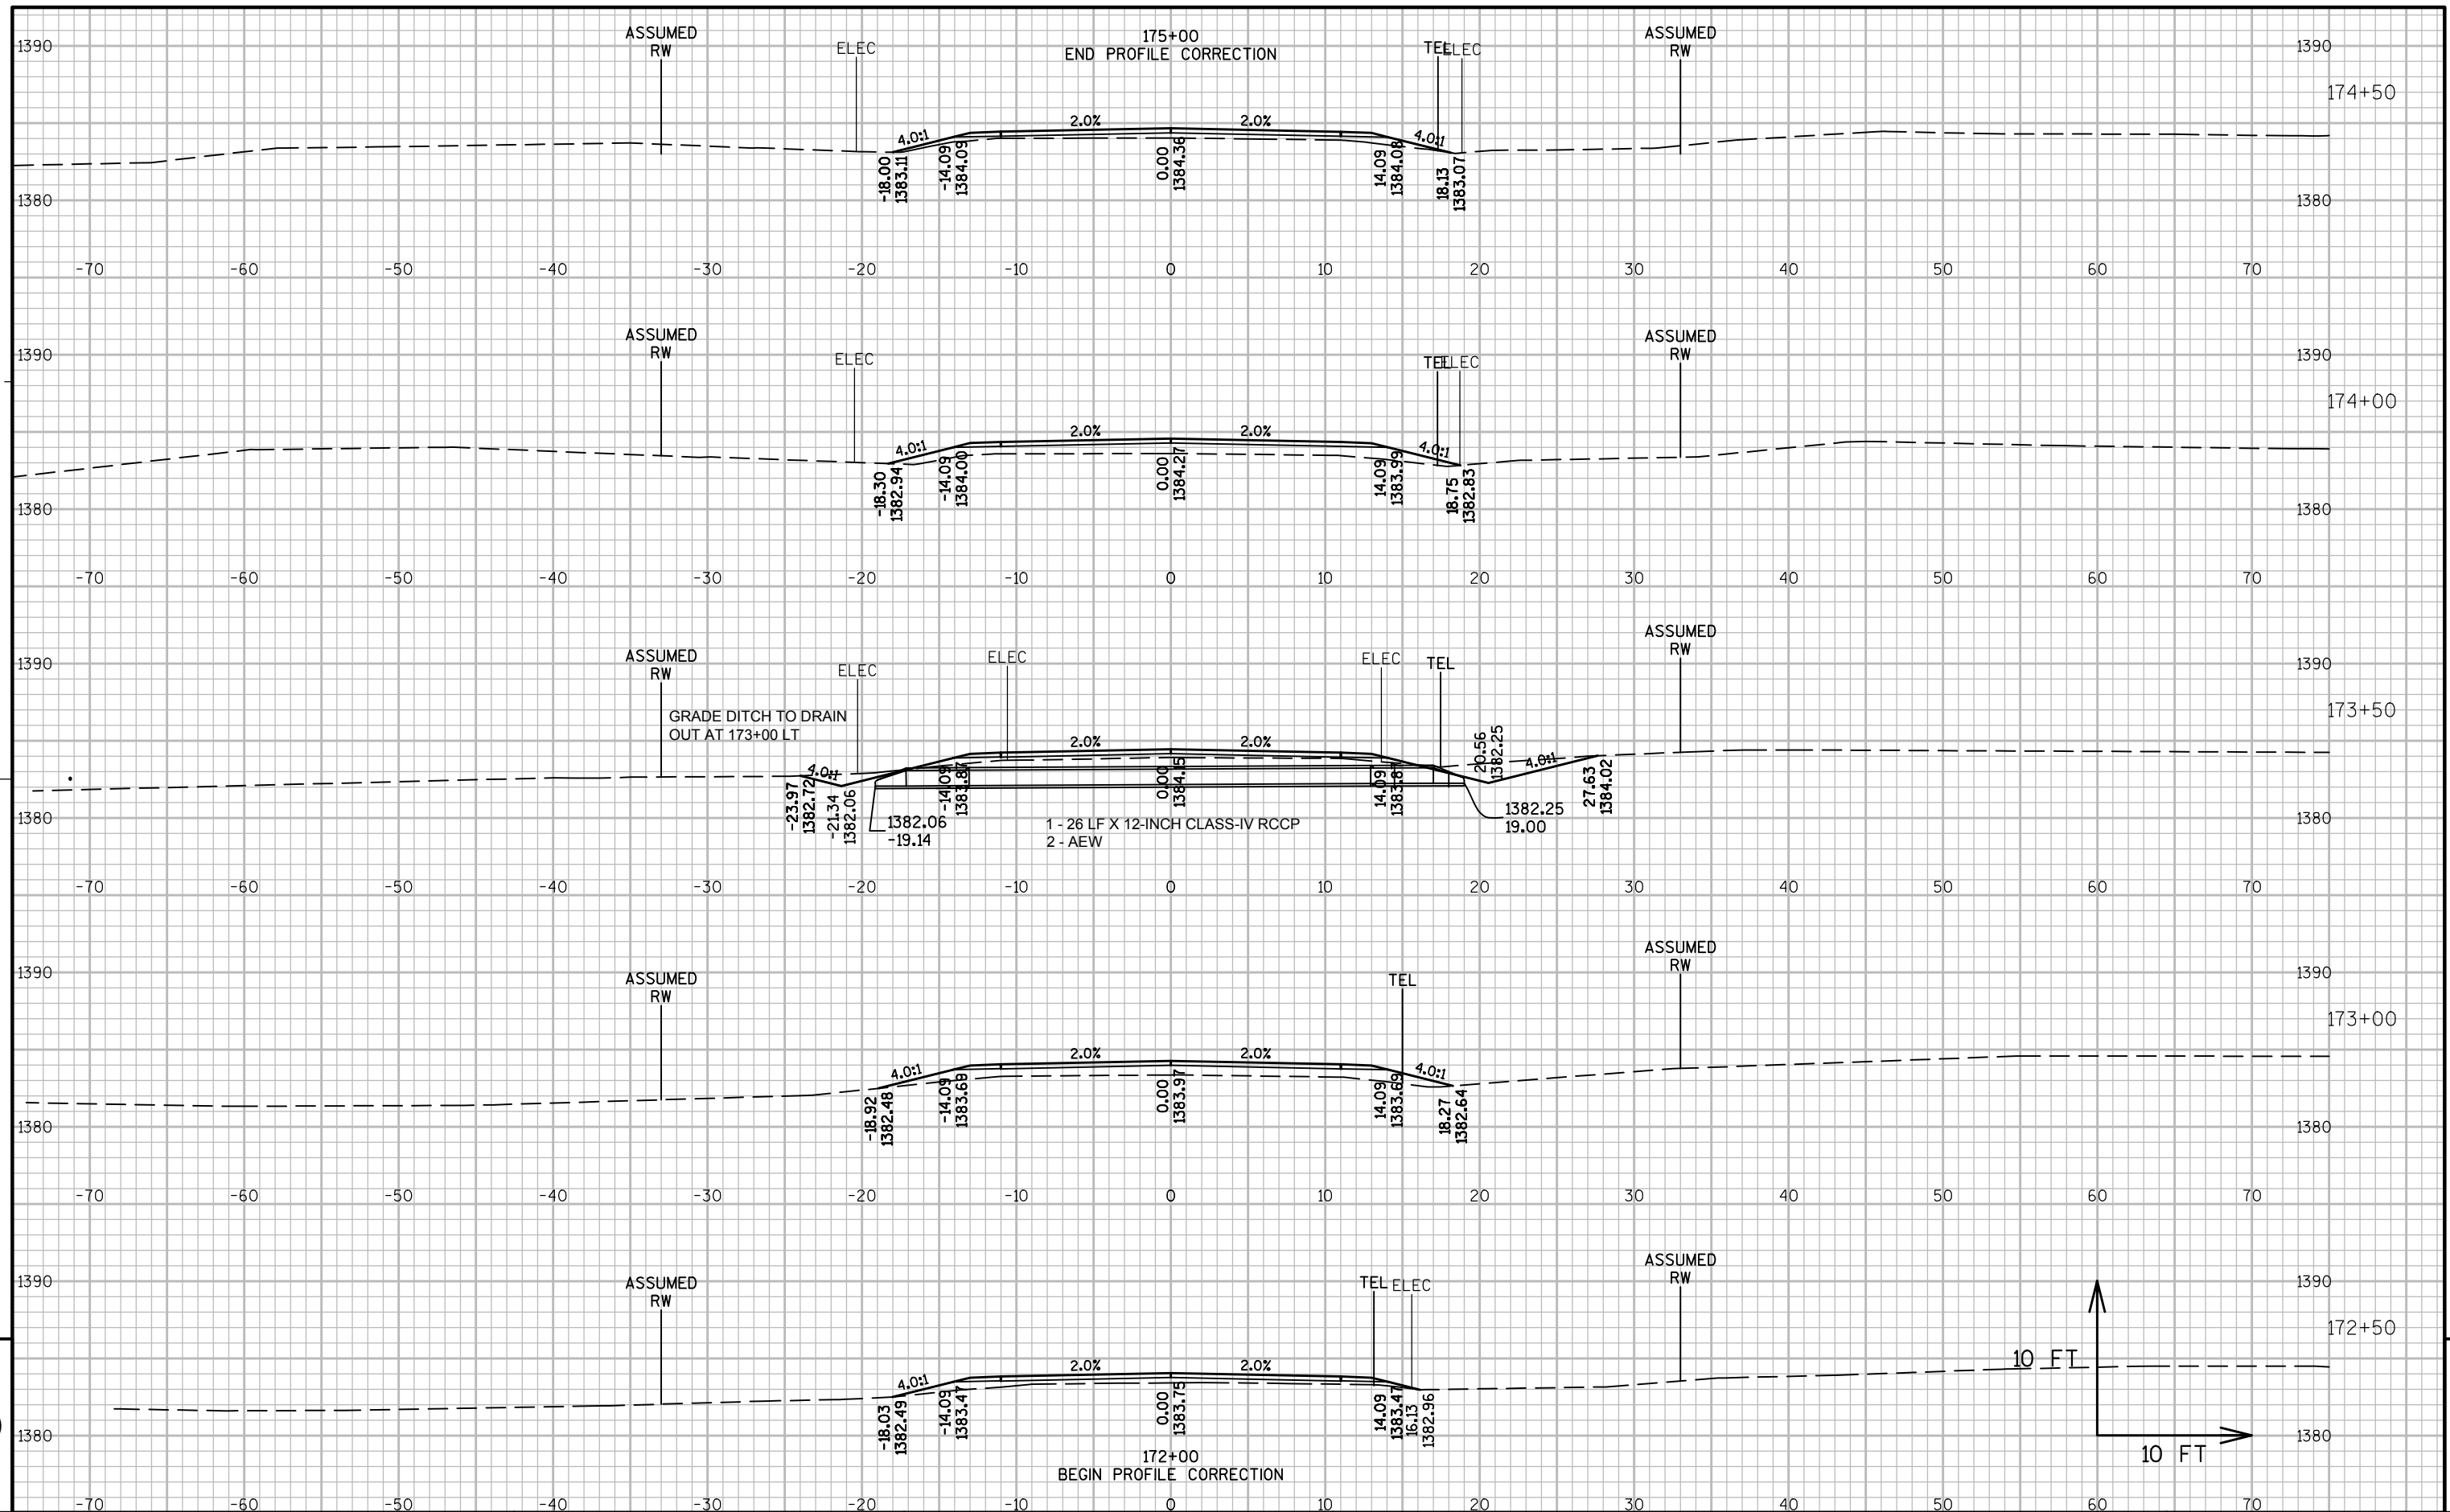 ASSUMED
RW
ELEC
175+00
END PROFILE CORRECTION
TEL
ELEC
ASSUMED
RW
1390
1390
174+50
4.0:1
2.0%
2.0%
4.0:1
-18.00
1383.11
-14.09
1384.09
0.00
1384.36
14.09
1384.08
18.13
1383.07
1380
1380
-70 -60 -50 -40 -30 -20 -10 0 10 20 30 40 50 60 70
ASSUMED
RW
ELEC
TEL
ELEC
ASSUMED
RW
1390
1390
174+00
4.0:1
2.0%
2.0%
4.0:1
-18.30
1382.94
-14.09
1384.00
0.00
1384.27
14.09
1383.99
18.75
1382.83
1380
1380
-70 -60 -50 -40 -30 -20 -10 0 10 20 30 40 50 60 70
ASSUMED
RW
ELEC
ELEC
ELEC
TEL
ASSUMED
RW
1390
1390
173+50
GRADE DITCH TO DRAIN
OUT AT 173+00 LT
4.0:1
2.0%
2.0%
4.0:1
-23.97
1382.72
-21.34
1382.06
-14.09
1383.87
0.00
1384.15
14.09
1383.87
20.56
1382.25
27.63
1384.02
1380
1382.06
-19.14
1 - 26 LF X 12-INCH CLASS-IV RCCP
2 - AEW
1382.25
19.00
1380
-70 -60 -50 -40 -30 -20 -10 0 10 20 30 40 50 60 70
ASSUMED
RW
TEL
ASSUMED
RW
1390
1390
173+00
4.0:1
2.0%
2.0%
4.0:1
-18.92
1382.48
-14.09
1383.69
0.00
1383.97
14.09
1383.69
18.27
1382.64
1380
1380
-70 -60 -50 -40 -30 -20 -10 0 10 20 30 40 50 60 70
ASSUMED
RW
TEL
ELEC
ASSUMED
RW
1390
1390
172+50
4.0:1
2.0%
2.0%
-18.03
1382.49
-14.09
1383.47
0.00
1383.75
14.09
1383.47
16.13
1382.96
10 FT
1380
1380
10 FT
172+00
BEGIN PROFILE CORRECTION
-70 -60 -50 -40 -30 -20 -10 0 10 20 30 40 50 60 70